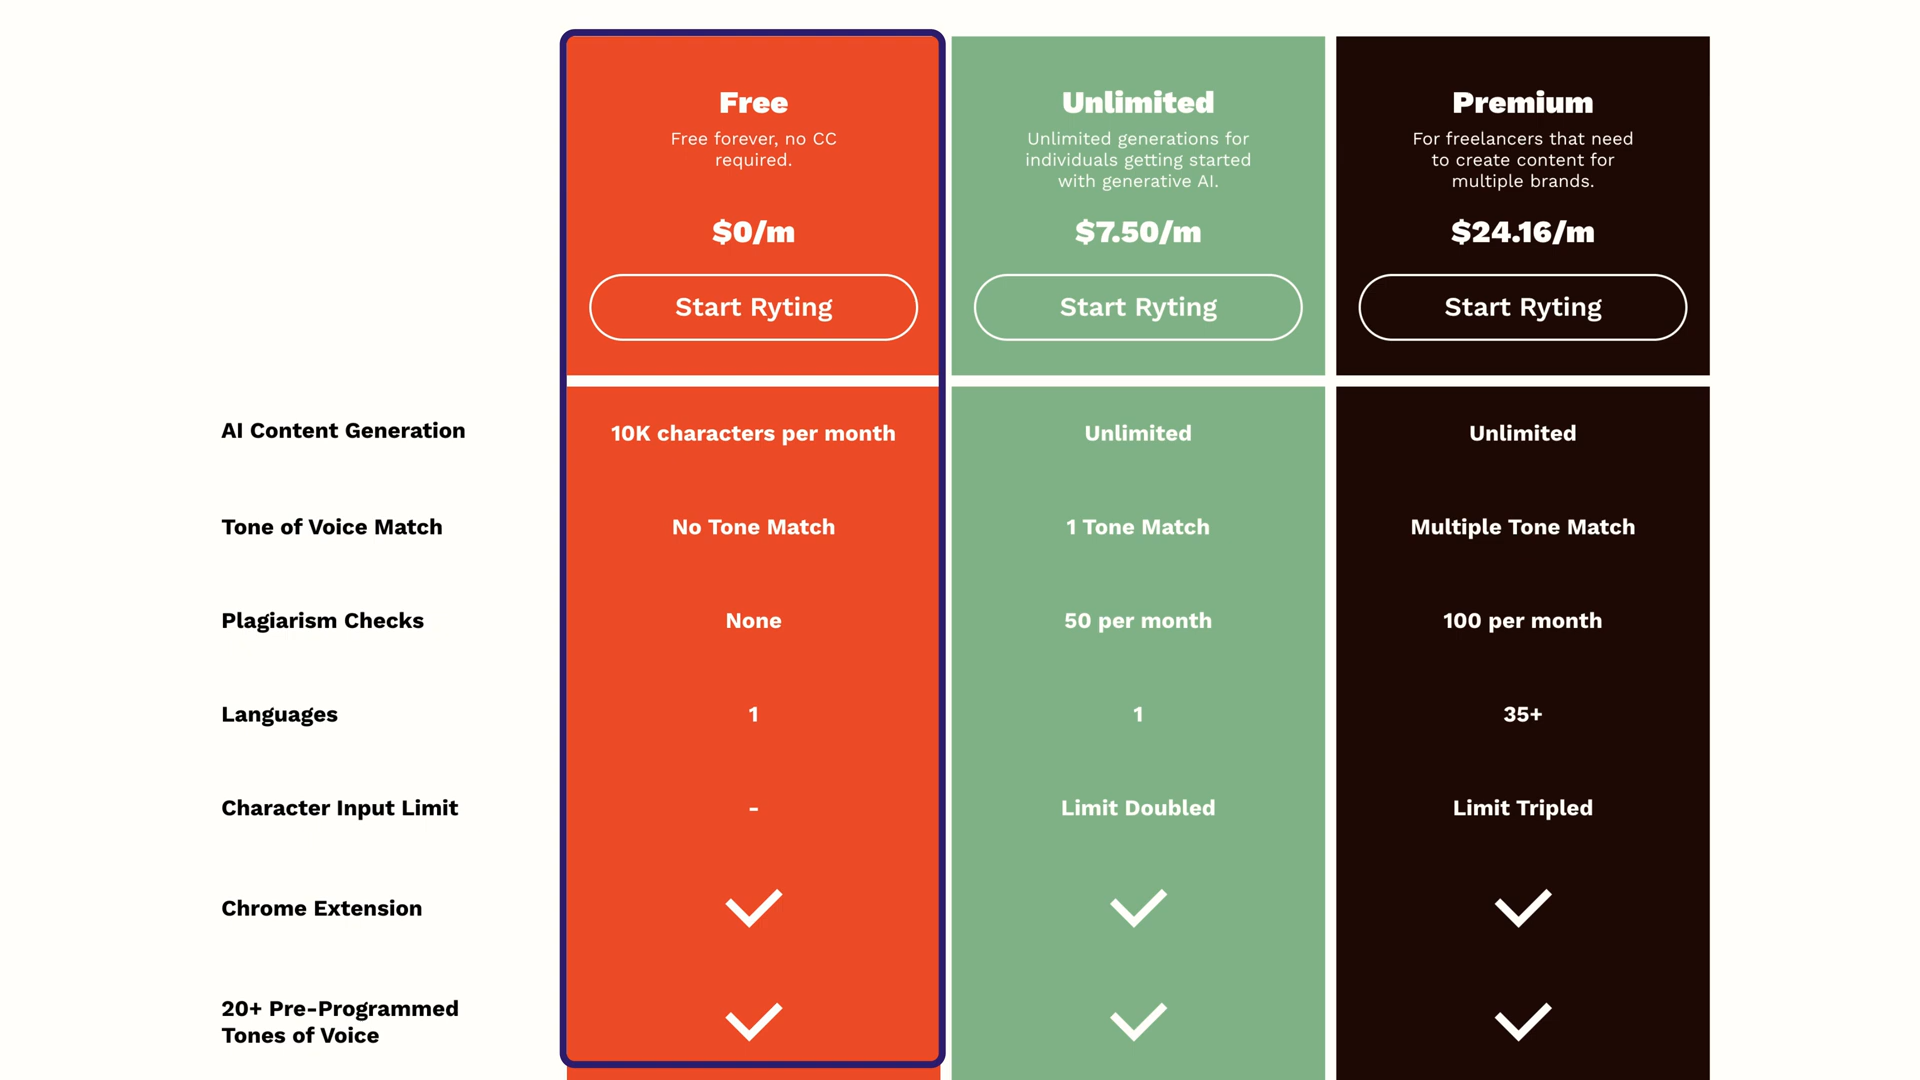 Free
Free forever, no CC
required.
$0/m
Start Ryting
Unlimited
Unlimited generations for
individuals getting started
with generative AI.
$7.50/m
Start Ryting
Premium
For freelancers that need
to create content for
multiple brands.
$24.16/m
Start Ryting
AI Content Generation
10K characters per month
Unlimited
Unlimited
Tone of Voice Match
No Tone Match
1 Tone Match
Multiple Tone Match
Plagiarism Checks
None
50 per month
100 per month
Languages
1
1
35+
Character Input Limit
-
Limit Doubled
Limit Tripled
Chrome Extension
20+ Pre-Programmed
Tones of Voice